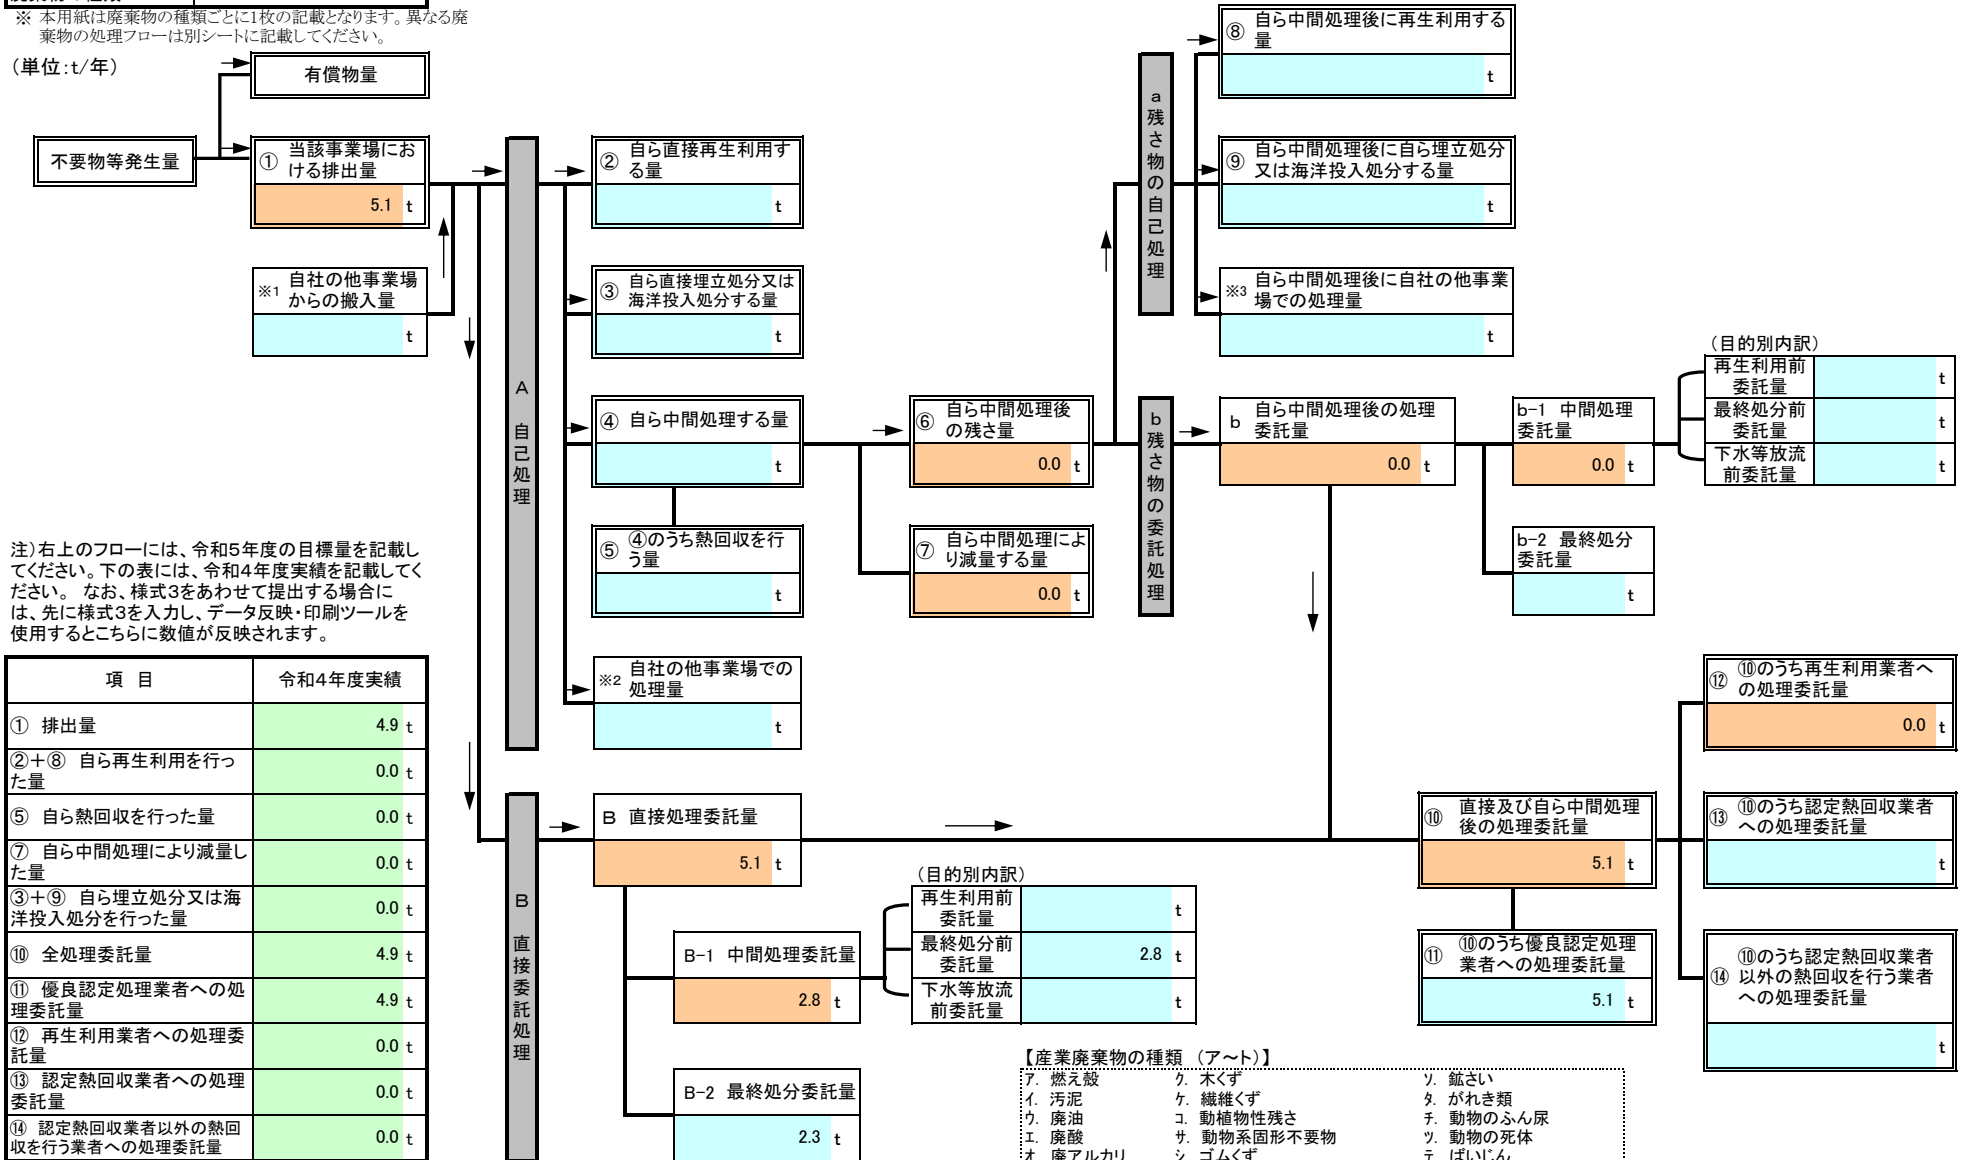 ※ 本用紙は廃棄物の種類ごとに1枚の記載となります。異なる廃
棄物の処理フローは別シートに記載してください。
(単位:t/年)
有償物量
不要物等発生量
① 当該事業場にお
ける排出量
5.1 t
※1 自社の他事業場
からの搬入量
t
A 自己処理
② 自ら直接再生利用す
る量
t
③ 自ら直接埋立処分又は
海洋投入処分する量
t
④ 自ら中間処理する量
t
⑤ ④のうち熱回収を行
う量
t
※2 自社の他事業場での
処理量
t
⑥ 自ら中間処理後
の残さ量
0.0 t
⑦ 自ら中間処理によ
り減量する量
0.0 t
a 残さ物の自己処理
⑧ 自ら中間処理後に再生利用する
量
t
⑨ 自ら中間処理後に自ら埋立処分
又は海洋投入処分する量
t
※3 自ら中間処理後に自社の他事業
場での処理量
t
b 残さ物の委託処理
b 自ら中間処理後の処理
委託量
0.0 t
b-1 中間処理
委託量
0.0 t
b-2 最終処分
委託量
t
(目的別内訳)
再生利用前
委託量
t
最終処分前
委託量
t
下水等放流
前委託量
t
注)右上のフローには、令和5年度の目標量を記載し
てください。下の表には、令和4年度実績を記載してく
ださい。 なお、様式3をあわせて提出する場合に
は、先に様式3を入力し、データ反映・印刷ツールを
使用するとこちらに数値が反映されます。
項 目 令和4年度実績
① 排出量 4.9 t
②+⑧ 自ら再生利用を行っ
た量 0.0 t
⑤ 自ら熱回収を行った量 0.0 t
⑦ 自ら中間処理により減量し
た量 0.0 t
③+⑨ 自ら埋立処分又は海
洋投入処分を行った量 0.0 t
⑩ 全処理委託量 4.9 t
⑪ 優良認定処理業者への処
理委託量 4.9 t
⑫ 再生利用業者への処理委
託量 0.0 t
⑬ 認定熱回収業者への処理
委託量 0.0 t
⑭ 認定熱回収業者以外の熱回
収を行う業者への処理委託量 0.0 t
B 直接委託処理
B 直接処理委託量
5.1 t
B-1 中間処理委託量
2.8 t
B-2 最終処分委託量
2.3 t
(目的別内訳)
再生利用前
委託量
t
最終処分前
委託量
2.8 t
下水等放流
前委託量
t
⑩ 直接及び自ら中間処理
後の処理委託量
5.1 t
⑪ ⑩のうち優良認定処理
業者への処理委託量
5.1 t
⑫ ⑩のうち再生利用業者へ
の処理委託量
0.0 t
⑬ ⑩のうち認定熱回収業者
への処理委託量
t
⑭ ⑩のうち認定熱回収業者
以外の熱回収を行う業者
への処理委託量
t
【産業廃棄物の種類 (ア~ト)】
ア. 燃え殻 ク. 木くず ソ. 鉱さい
イ. 汚泥 ケ. 繊維くず タ. がれき類
ウ. 廃油 コ. 動植物性残さ チ. 動物のふん尿
エ. 廃酸 サ. 動物系固形不要物 ツ. 動物の死体
オ. 廃アルカリ シ. ゴムくず テ. ばいじん